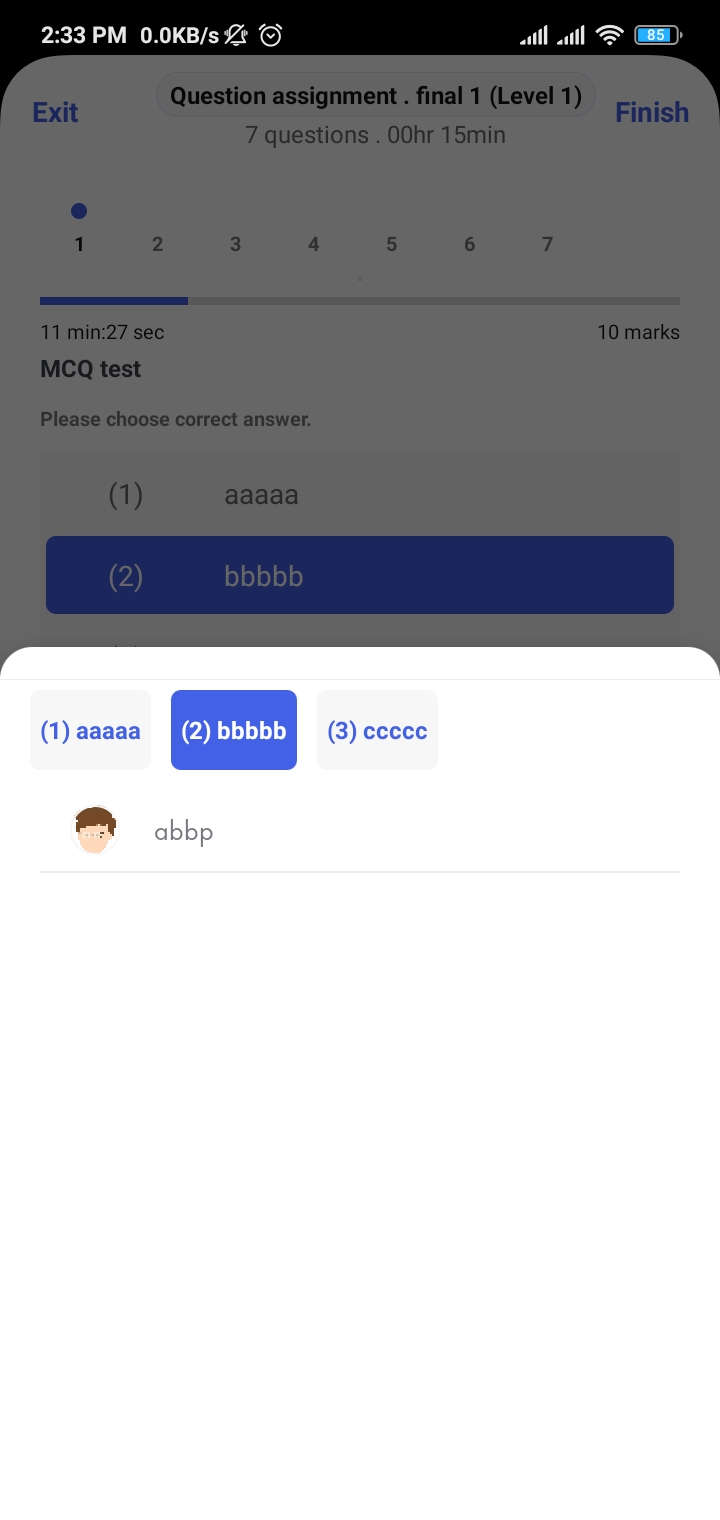 2:33 PM 0.0KB/s 85
Exit
Question assignment . final 1 (Level 1)
Finish
7 questions . 00hr 15min
1 2 3 4 5 6 7
11 min:27 sec 10 marks
MCQ test
Please choose correct answer.
(1) aaaaa
(2) bbbbb
(1) aaaaa (2) bbbbb (3) ccccc
abbp